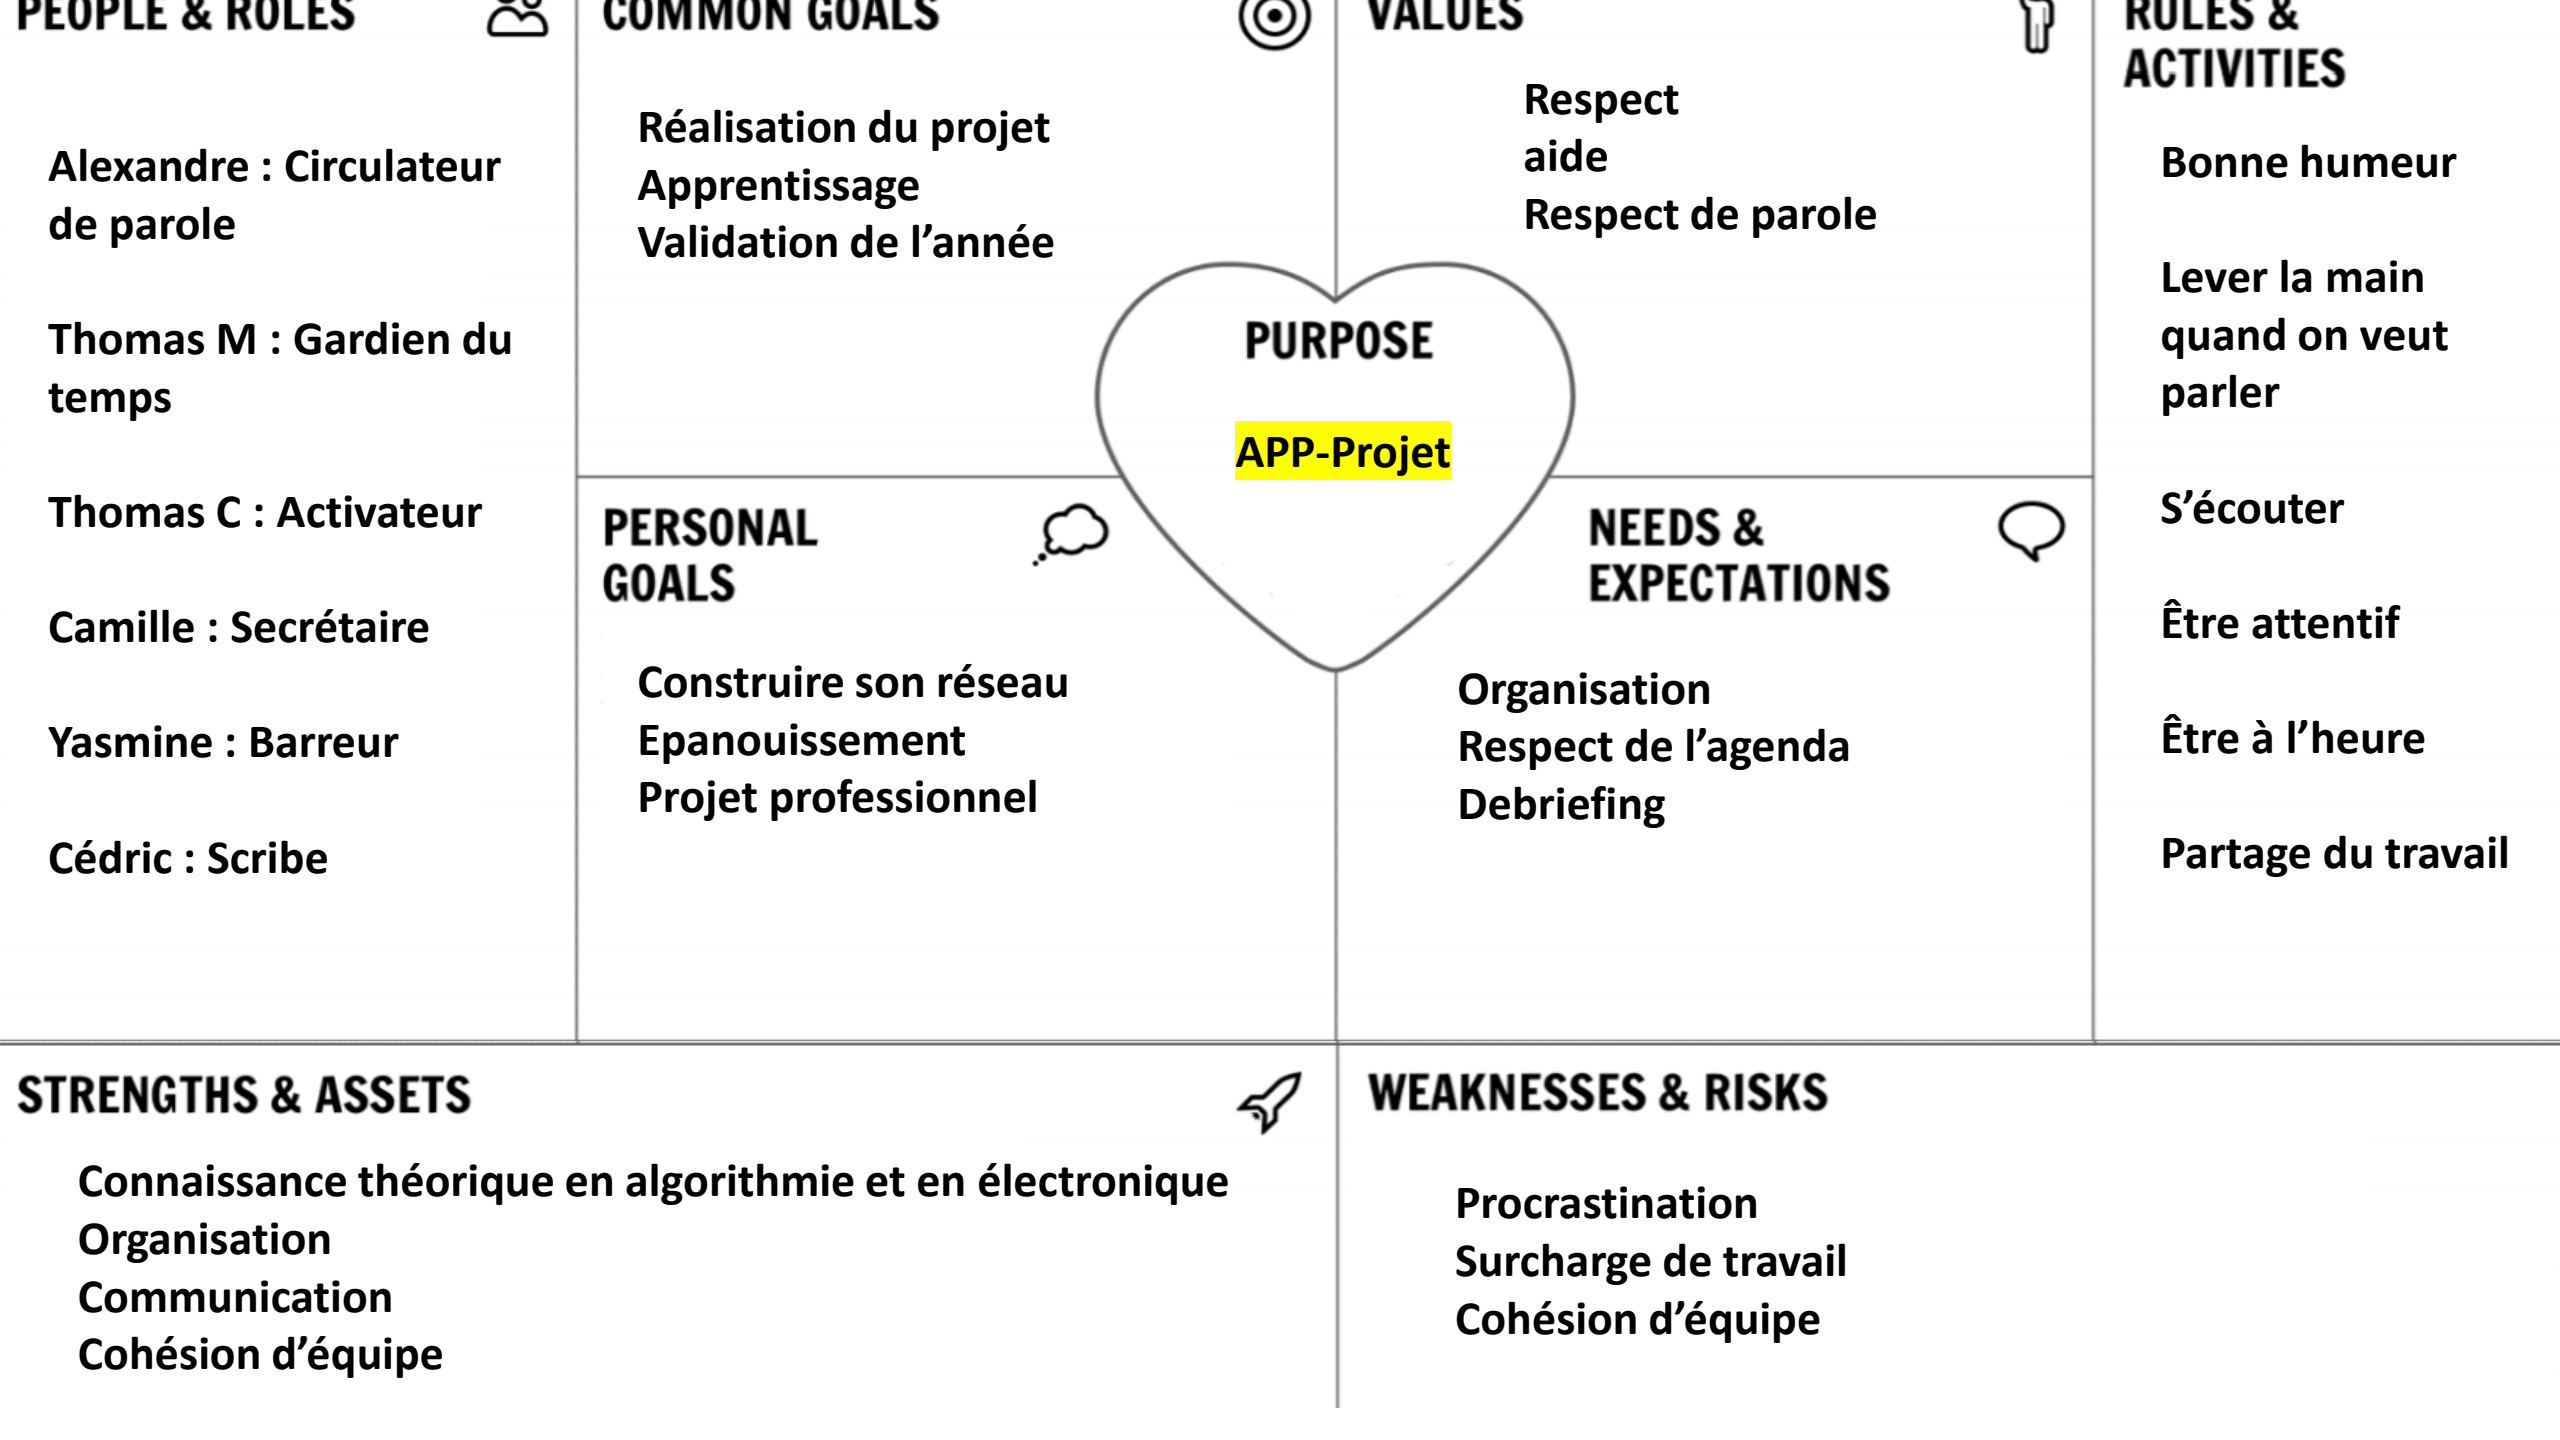 PEOPLE & ROLES
Alexandre : Circulateur
de parole
Thomas M : Gardien du
temps
Thomas C : Activateur
Camille : Secrétaire
Yasmine : Barreur
Cédric : Scribe
COMMON GOALS
Réalisation du projet
Apprentissage
Validation de l’année
VALUES
Respect
aide
Respect de parole
PURPOSE
APP-Projet
PERSONAL
GOALS
Construire son réseau
Epanouissement
Projet professionnel
NEEDS &
EXPECTATIONS
Organisation
Respect de l’agenda
Debriefing
RULES &
ACTIVITIES
Bonne humeur
Lever la main
quand on veut
parler
S’écouter
Être attentif
Être à l’heure
Partage du travail
STRENGTHS & ASSETS
Connaissance théorique en algorithmie et en électronique
Organisation
Communication
Cohésion d’équipe
WEAKNESSES & RISKS
Procrastination
Surcharge de travail
Cohésion d’équipe